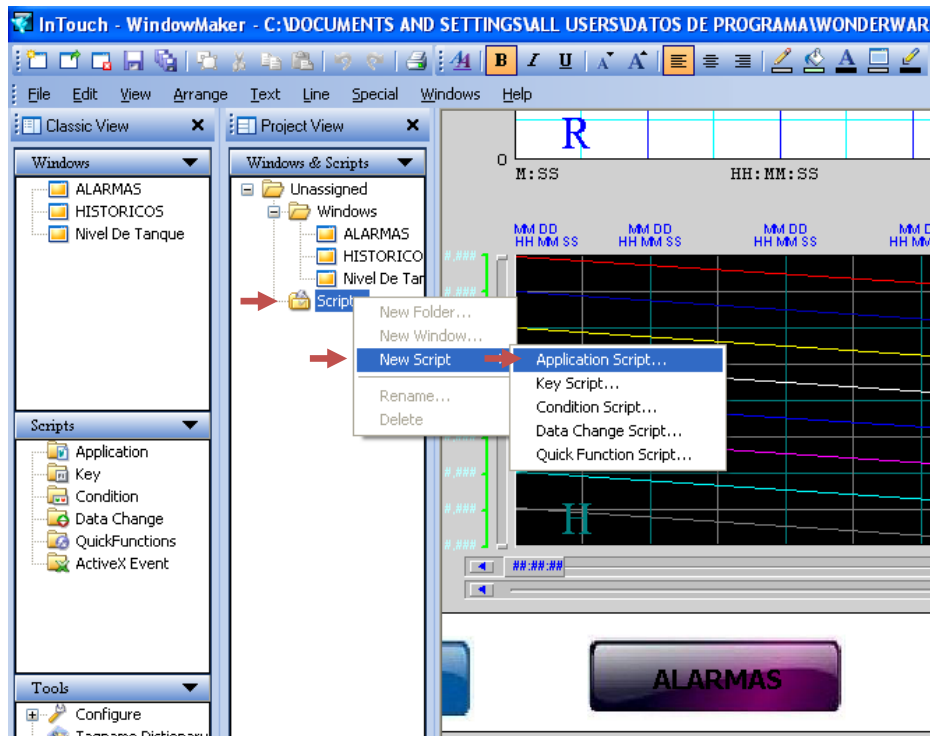 InTouch - WindowMaker - C:\DOCUMENTS AND SETTINGS\ALL USERS\DATOS DE PROGRAMA\WONDERWAR
File Edit View Arrange Text Line Special Windows Help
Classic View
Windows
ALARMAS
HISTORICOS
Nivel De Tanque
Scripts
Application
Key
Condition
Data Change
QuickFunctions
ActiveX Event
Tools
Configure
Tagname Dictionary
Project View
Windows & Scripts
Unassigned
Windows
ALARMAS
HISTORICO
Nivel De Tan
Script
New Folder...
New Window...
New Script
Rename...
Delete
Application Script...
Key Script...
Condition Script...
Data Change Script...
Quick Function Script...
R
0
M:SS HH:MM:SS
MM DD MM DD MM DD MM D
HH MM SS HH MM SS HH MM SS HH MM
#.###
#.###
#.###
#.###
#.###
H
##:##:##
ALARMAS